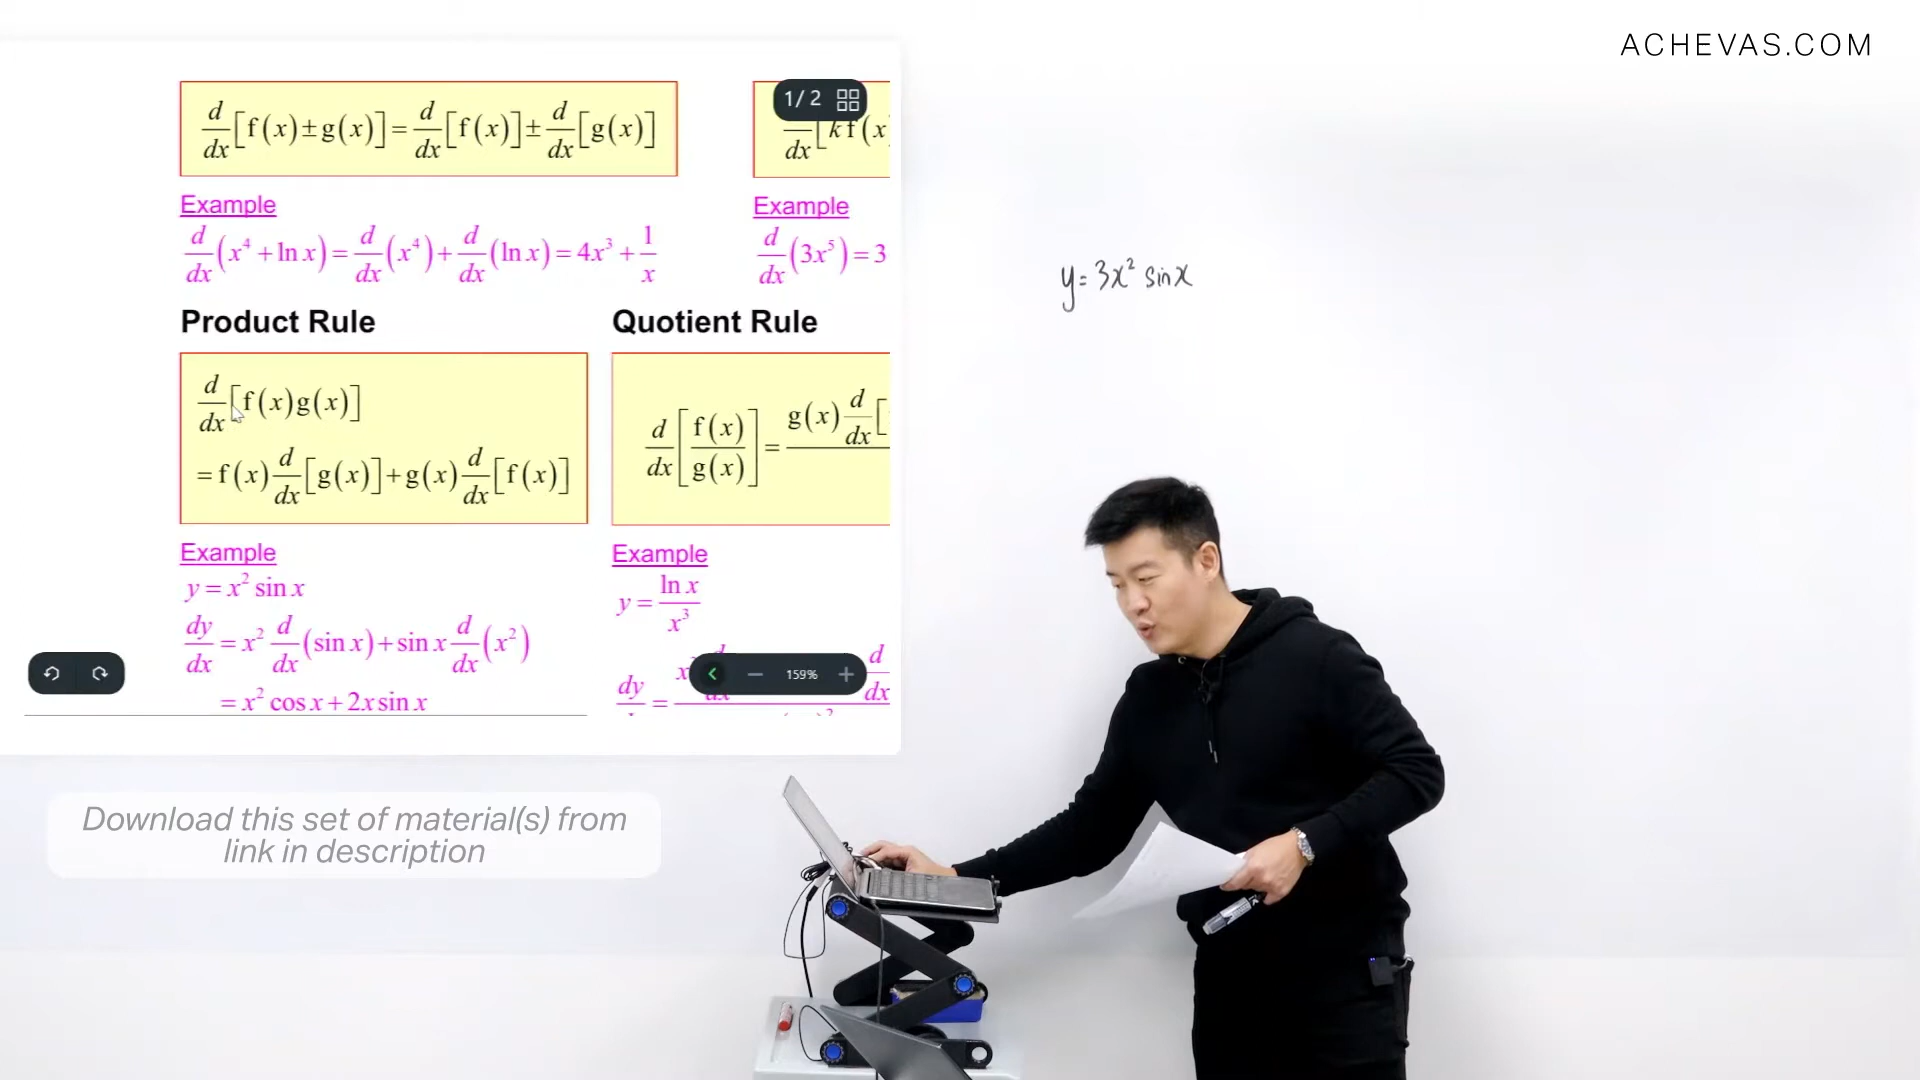 ACHEVAS.COM
d/dx [f(x)±g(x)] = d/dx [f(x)] ± d/dx [g(x)]
1/2
dx [k f(x
Example
d/dx (x⁴ + ln x) = d/dx (x⁴) + d/dx (ln x) = 4x³ + 1/x
Example
d/dx (3x⁵) = 3
y = 3x² sin x
Product Rule
d/dx [f(x)g(x)]
= f(x) d/dx [g(x)] + g(x) d/dx [f(x)]
Quotient Rule
d/dx [f(x)/g(x)] = g(x) d/dx [
Example
y = x² sin x
dy/dx = x² d/dx (sin x) + sin x d/dx (x²)
= x² cos x + 2x sin x
Example
y = ln x/x³
dy
=
d/dx
159%
Download this set of material(s) from
link in description